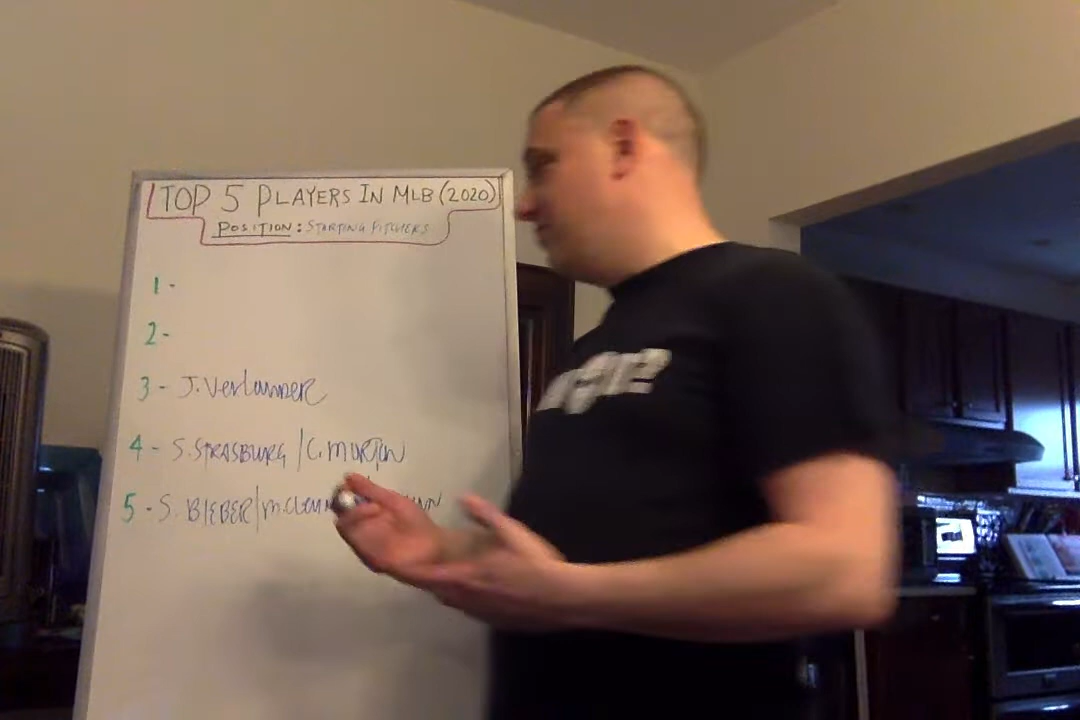 TOP 5 PLAYERS IN MLB (2020)
POSITION: STARTING PITCHERS
1-
2-
3- J. Verlander
4- S. STRASBURG / C. MORTON
5- S. BIEBER/